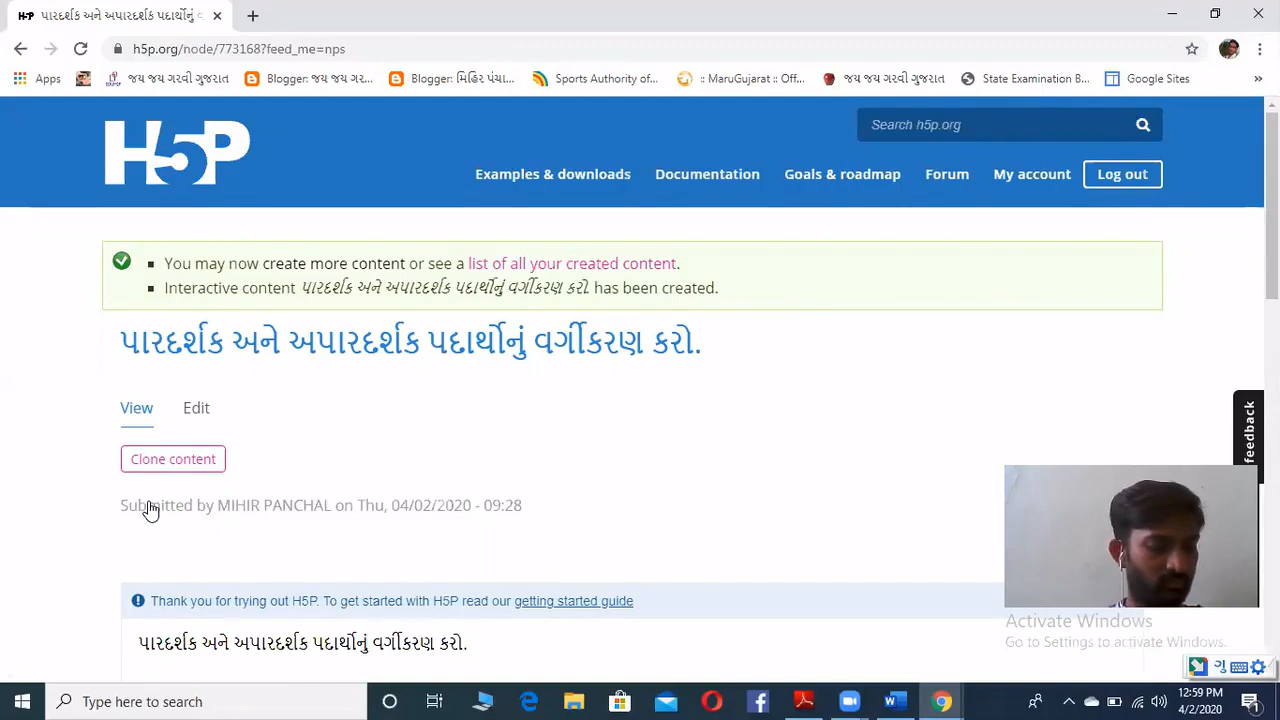 H5P પારદર્શક અને અપારદર્શક પદાર્થોનું વ
h5p.org/node/773168?feed_me=nps
Apps જય જય ગરવી ગુજરાત Blogger: જય જય ગર... Blogger: મિહિર પંચા... Sports Authority of... :: MaruGujarat :: Off... જય જય ગરવી ગુજરાત State Examination B... Google Sites
H5P
Search h5p.org
Examples & downloads Documentation Goals & roadmap Forum My account Log out
You may now create more content or see a list of all your created content.
Interactive content પારદર્શક અને અપારદર્શક પદાર્થોનું વર્ગીકરણ કરો. has been created.
પારદર્શક અને અપારદર્શક પદાર્થોનું વર્ગીકરણ કરો.
View Edit
Clone content
feedback
Submitted by MIHIR PANCHAL on Thu, 04/02/2020 - 09:28
Thank you for trying out H5P. To get started with H5P read our getting started guide
પારદર્શક અને અપારદર્શક પદાર્થોનું વર્ગીકરણ કરો.
Activate Windows
Go to Settings to activate Windows.
ગુ
Type here to search
12:59 PM
4/2/2020